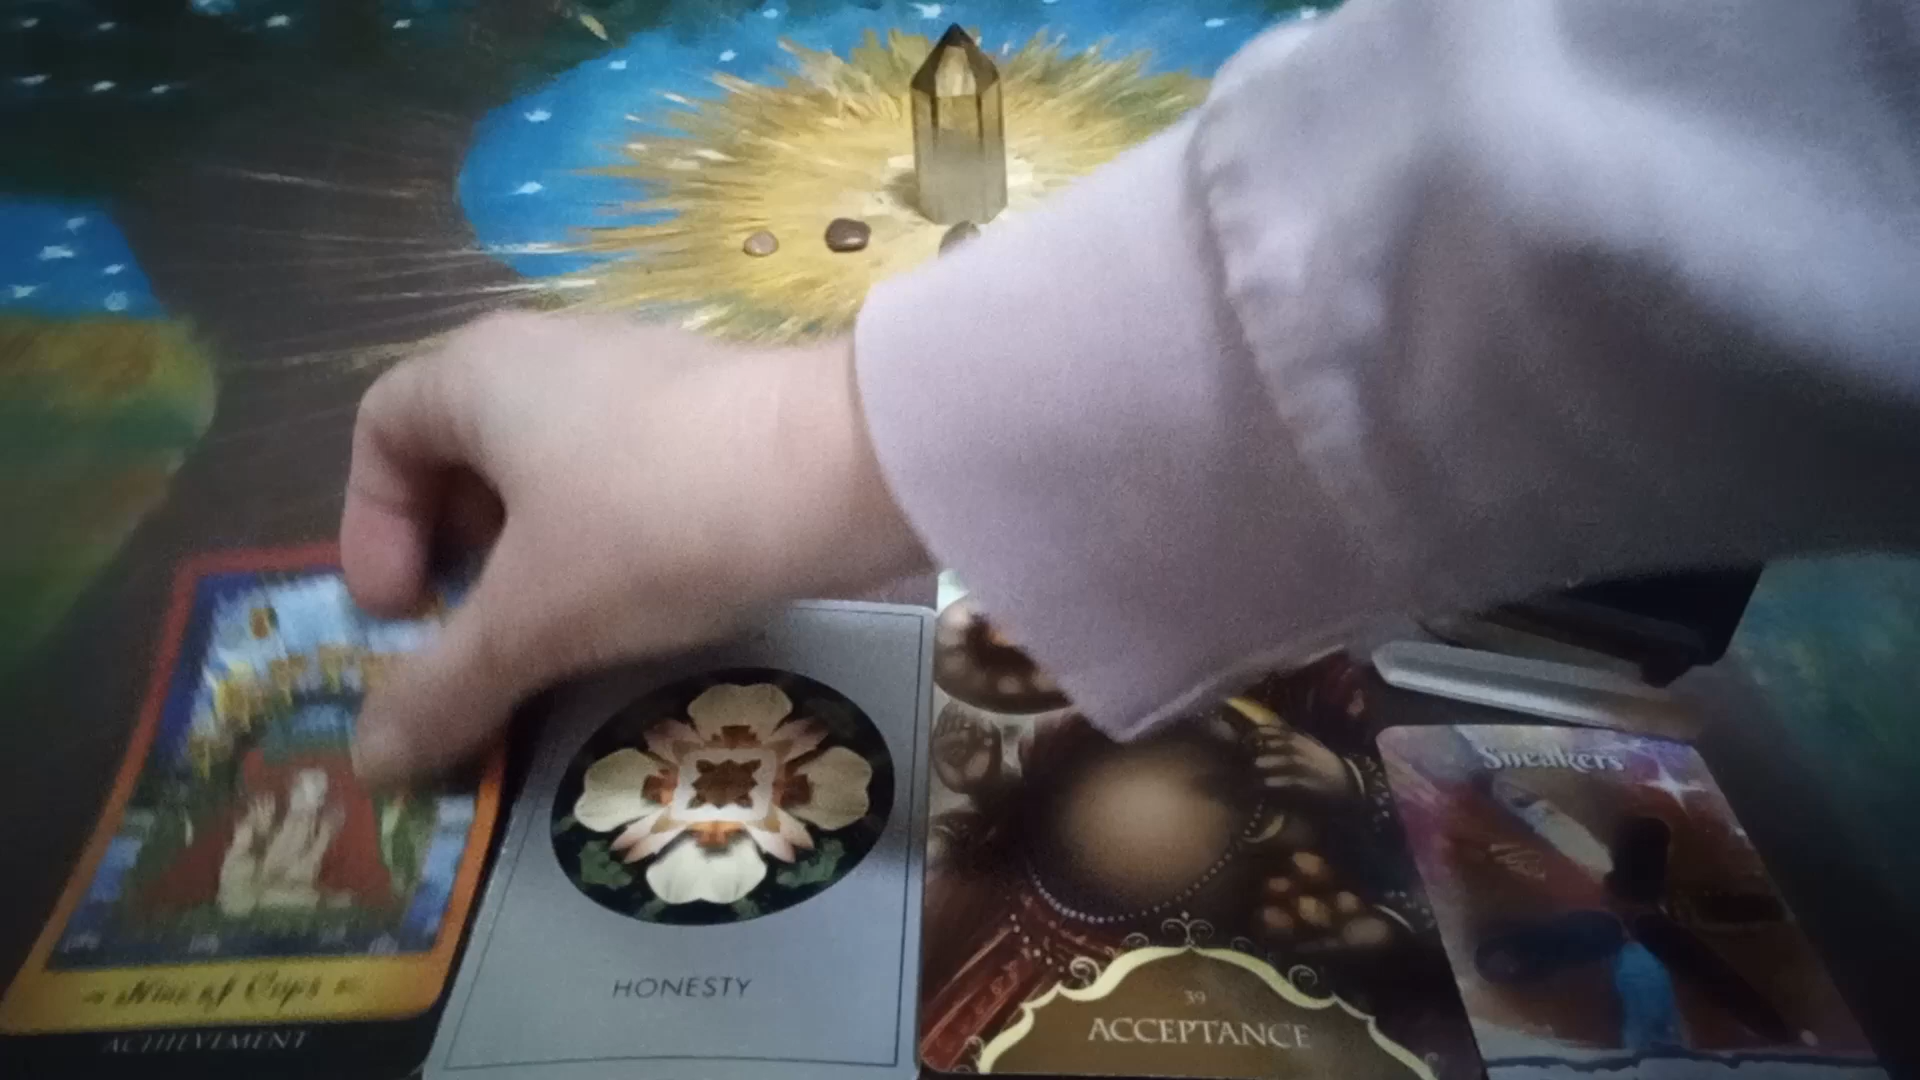 Sneakers
Nine of Cups
ACHIEVEMENT
HONESTY
39
ACCEPTANCE